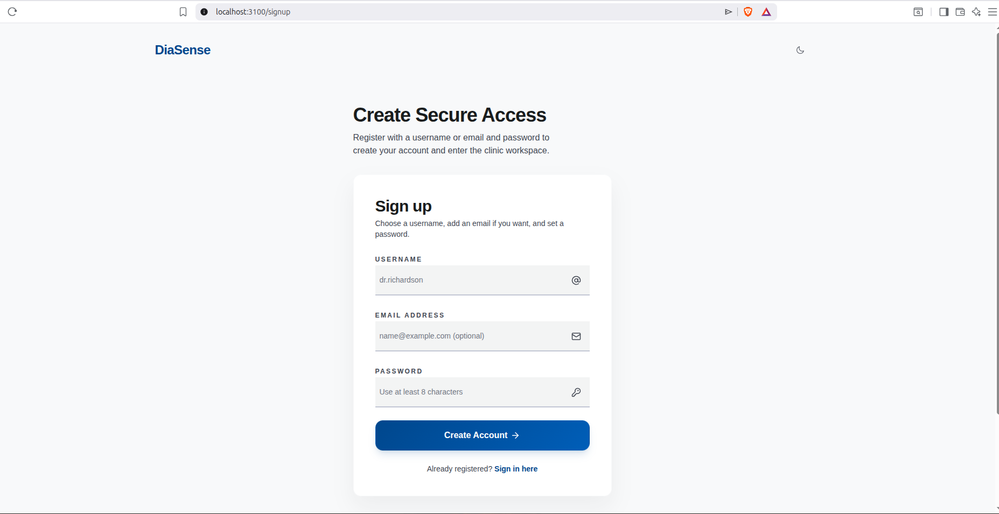 localhost:3100/signup
DiaSense
Create Secure Access
Register with a username or email and password to
create your account and enter the clinic workspace.
Sign up
Choose a username, add an email if you want, and set a
password.
USERNAME
dr.richardson
EMAIL ADDRESS
name@example.com (optional)
PASSWORD
Use at least 8 characters
Create Account →
Already registered? Sign in here